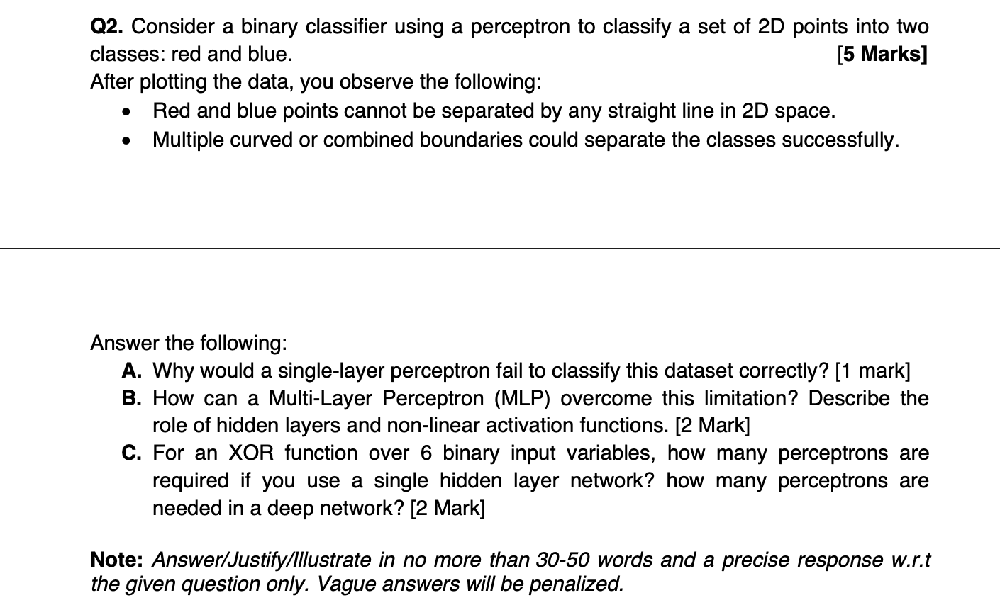 Q2. Consider a binary classifier using a perceptron to classify a set of 2D points into two
classes: red and blue. [5 Marks]
After plotting the data, you observe the following:
• Red and blue points cannot be separated by any straight line in 2D space.
• Multiple curved or combined boundaries could separate the classes successfully.
Answer the following:
A. Why would a single-layer perceptron fail to classify this dataset correctly? [1 mark]
B. How can a Multi-Layer Perceptron (MLP) overcome this limitation? Describe the
role of hidden layers and non-linear activation functions. [2 Mark]
C. For an XOR function over 6 binary input variables, how many perceptrons are
required if you use a single hidden layer network? how many perceptrons are
needed in a deep network? [2 Mark]
Note: Answer/Justify/Illustrate in no more than 30-50 words and a precise response w.r.t
the given question only. Vague answers will be penalized.